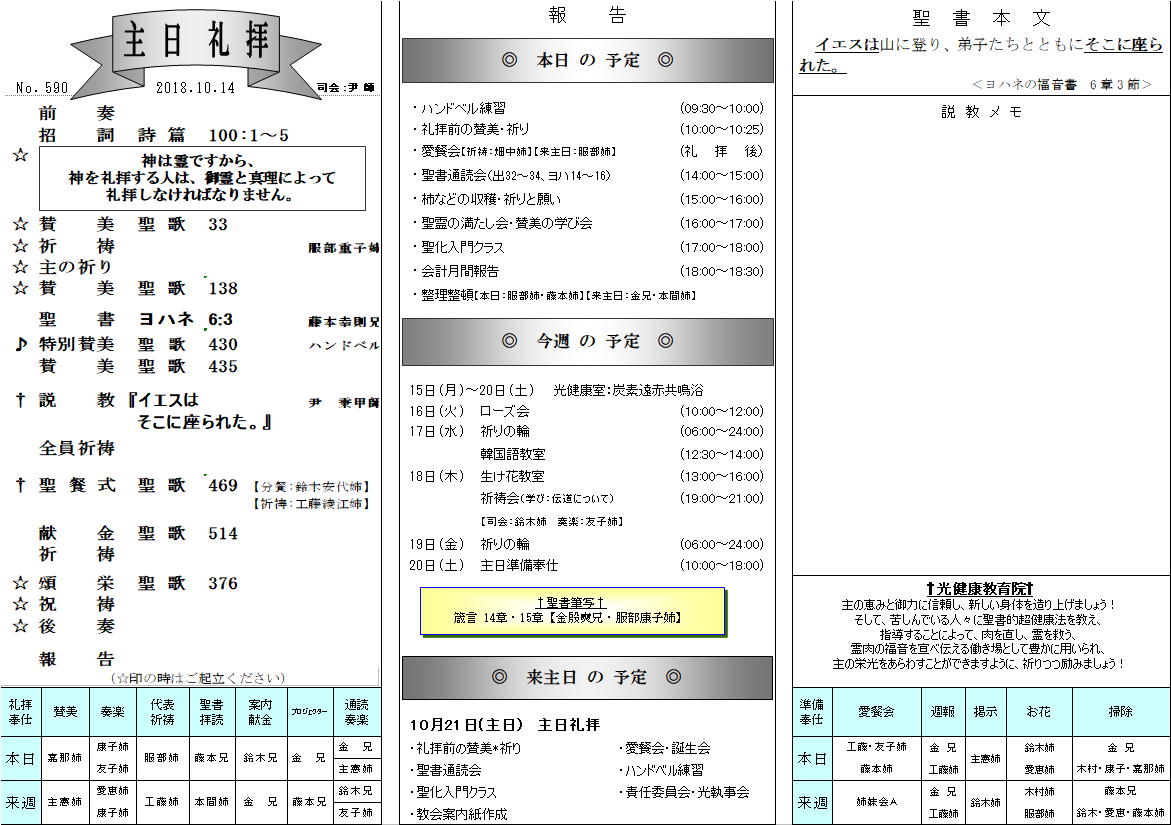 主日礼拝
No. 590 2018.10.14 司会:尹 師
前 奏
招 詞 詩 篇 100:1～5
☆ 神は霊ですから、
神を礼拝する人は、御霊と真理によって
礼拝しなければなりません。
☆ 賛 美 聖 歌 33
☆ 祈 祷 服部重子姉
☆ 主の祈り
☆ 賛 美 聖 歌 138
聖 書 ヨハネ 6:3 藤本幸則兄
♪ 特別賛美 聖 歌 430 ハンドベル
賛 美 聖 歌 435
† 説 教 『イエスは 尹 秉甲師
そこに座られた。』
全員祈祷
† 聖 餐 式 聖 歌 469 【分餐:鈴木安代姉】
【祈祷:工藤綾江姉】
献 金 聖 歌 514
祈 祷
☆ 頌 栄 聖 歌 376
☆ 祝 祷
☆ 後 奏
報 告
(☆印の時はご起立ください)
礼拝奉仕 賛美 奏楽 代表祈祷 聖書拝読 案内献金 プロジェクター 通読奏楽
本日 嘉那姉 康子姉 友子姉 服部姉 藤本兄 鈴木兄 金 兄 金 兄 主憲姉
来週 主憲姉 愛恵姉 康子姉 工藤姉 本間姉 金 兄 藤本兄 鈴木兄 友子姉
報 告
◎ 本日 の 予定 ◎
・ハンドベル練習 (09:30～10:00)
・礼拝前の賛美・祈り (10:00～10:25)
・愛餐会【祈祷:畑中姉】【来主日:服部姉】 (礼 拝 後)
・聖書通読会(出32～34、ヨハ14～16) (14:00～15:00)
・柿などの収穫・祈りと願い (15:00～16:00)
・聖霊の満たし会・賛美の学び会 (16:00～17:00)
・聖化入門クラス (17:00～18:00)
・会計月間報告 (18:00～18:30)
・整理整頓【本日:服部姉・藤本姉】【来主日:金兄・本間姉】
◎ 今週 の 予定 ◎
15日(月)～20日(土) 光健康室:炭素遠赤共鳴浴
16日(火) ローズ会 (10:00～12:00)
17日(水) 祈りの輪 (06:00～24:00)
韓国語教室 (12:30～14:00)
18日(木) 生け花教室 (13:00～16:00)
祈祷会(学び:伝道について) (19:00～21:00)
【司会:鈴木姉 奏楽:友子姉】
19日(金) 祈りの輪 (06:00～24:00)
20日(土) 主日準備奉仕 (10:00～18:00)
†聖書筆写†
箴言 14章・15章【金殷奭兄・服部康子姉】
◎ 来主日 の 予定 ◎
10月21日(主日) 主日礼拝
・礼拝前の賛美*祈り ・愛餐会・誕生会
・聖書通読会 ・ハンドベル練習
・聖化入門クラス ・責任委員会・光執事会
・教会案内紙作成
聖 書 本 文
イエスは山に登り、弟子たちとともにそこに座ら
れた。
＜ヨハネの福音書 6章3節＞
説 教 メ モ
†光健康教育院†
主の恵みと御力に信頼し、新しい身体を造り上げましょう!
そして、苦しんでいる人々に聖書的超健康法を教え、
指導することによって、肉を直し、霊を救う、
霊肉の福音を宣べ伝える働き場として豊かに用いられ、
主の栄光をあらわすことができますように、祈りつつ励みましょう!
準備奉仕 愛餐会 週報 掲示 お花 掃除
本日 工藤・友子姉 藤本姉 金 兄 工藤姉 主憲姉 鈴木姉 愛恵姉 金 兄 木村・康子・嘉那姉
来週 姉妹会A 金 兄 工藤姉 鈴木姉 木村姉 服部姉 藤本兄 鈴木・愛恵・藤本姉